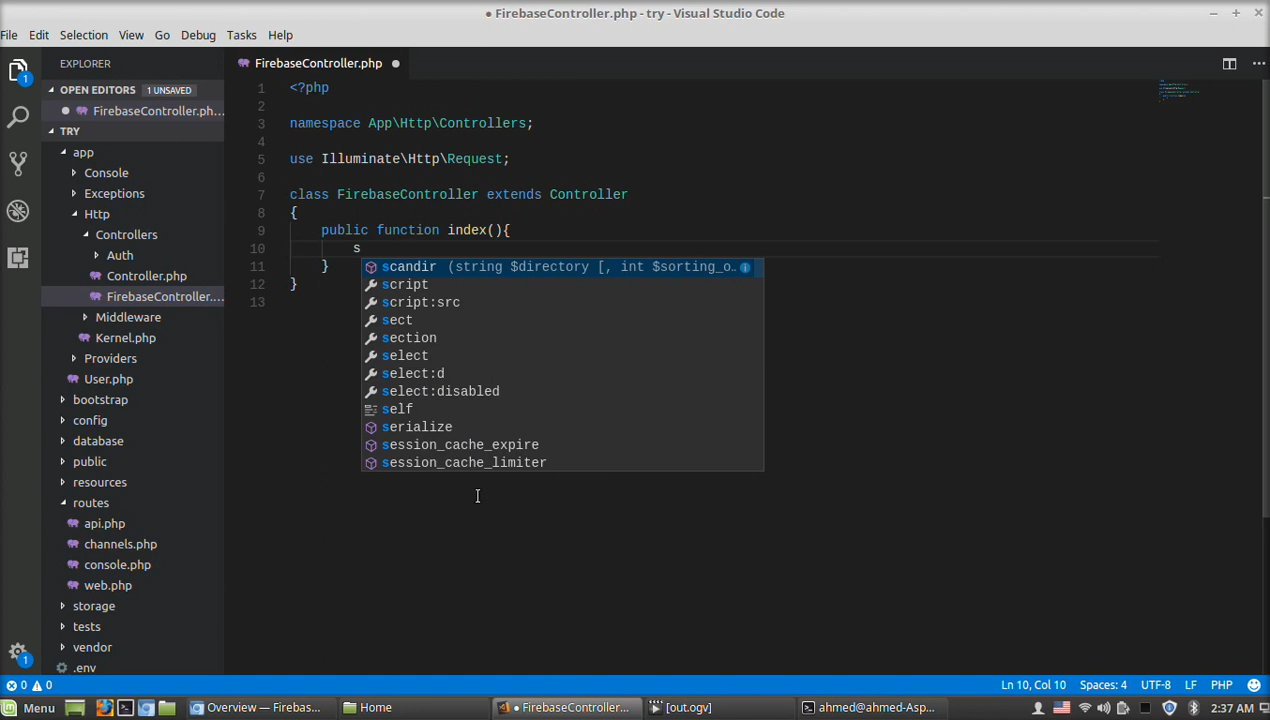 ● FirebaseController.php - try - Visual Studio Code
File Edit Selection View Go Debug Tasks Help
EXPLORER
OPEN EDITORS 1 UNSAVED
FirebaseController.ph...
TRY
app
Console
Exceptions
Http
Controllers
Auth
Controller.php
FirebaseController....
Middleware
Kernel.php
Providers
User.php
bootstrap
config
database
public
resources
routes
api.php
channels.php
console.php
web.php
storage
tests
vendor
.env
1
1
FirebaseController.php
1 <?php
2
3 namespace App\Http\Controllers;
4
5 use Illuminate\Http\Request;
6
7 class FirebaseController extends Controller
8 {
9 public function index(){
10 s
11 }
12 }
13
scandir (string $directory [, int $sorting_o…
script
script:src
sect
section
select
select:d
select:disabled
self
serialize
session_cache_expire
session_cache_limiter
0 0 Ln 10, Col 10 Spaces: 4 UTF-8 LF PHP
Menu Overview — Firebas... Home ● FirebaseController... [out.ogv] ahmed@ahmed-Asp... 2:37 AM